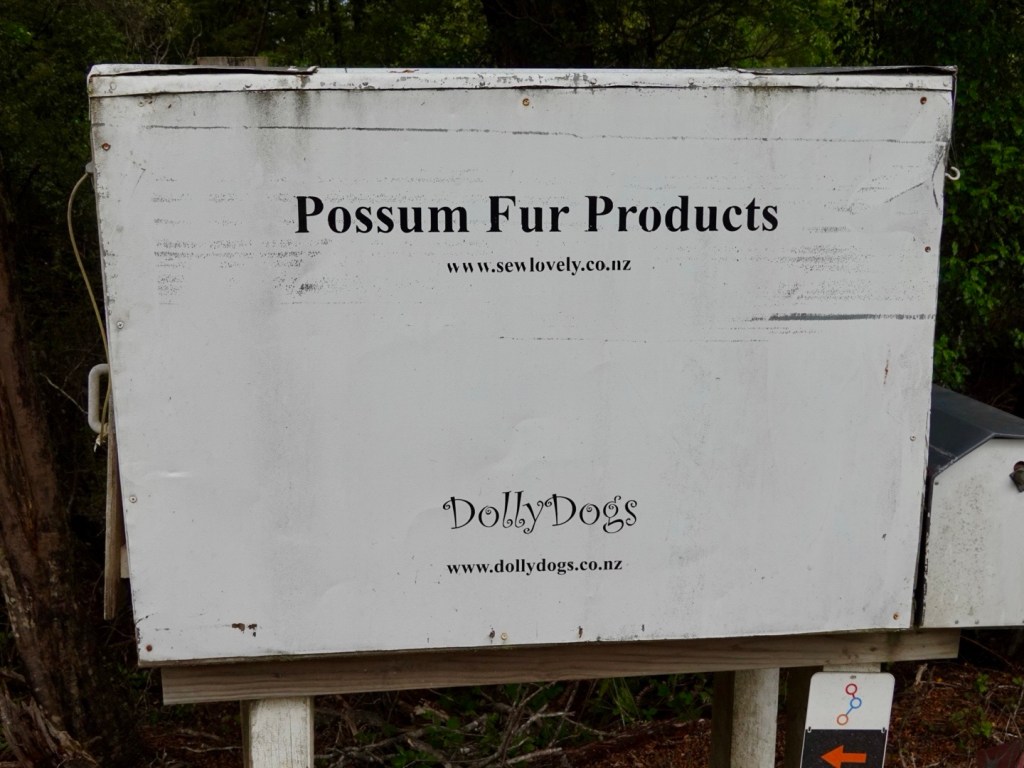 Possum Fur Products
www.sewlovely.co.nz
DollyDogs
www.dollydogs.co.nz